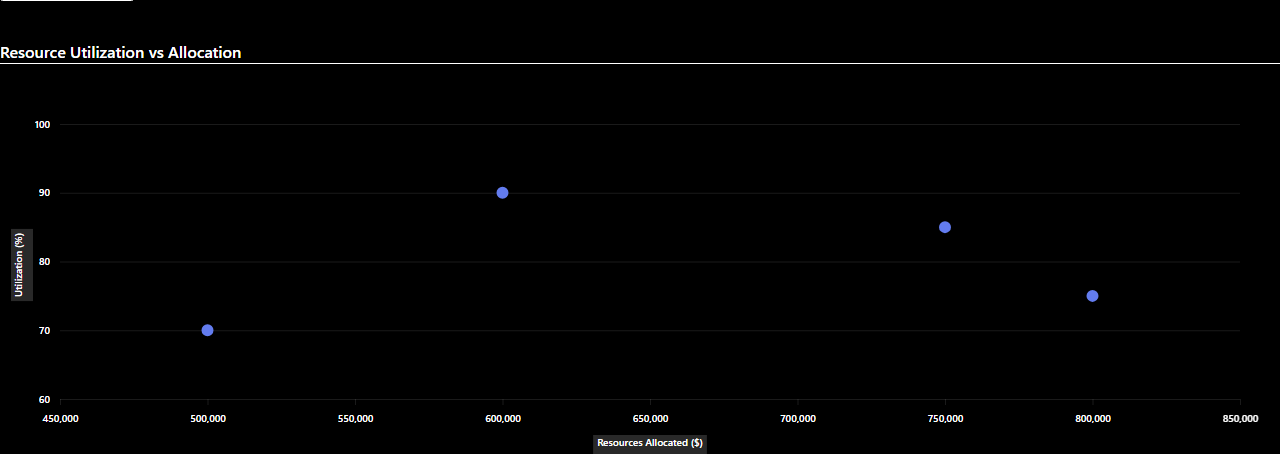 Resource Utilization vs Allocation
100
90
80
70
60
Utilization (%)
450,000 500,000 550,000 600,000 650,000 700,000 750,000 800,000 850,000
Resources Allocated ($)